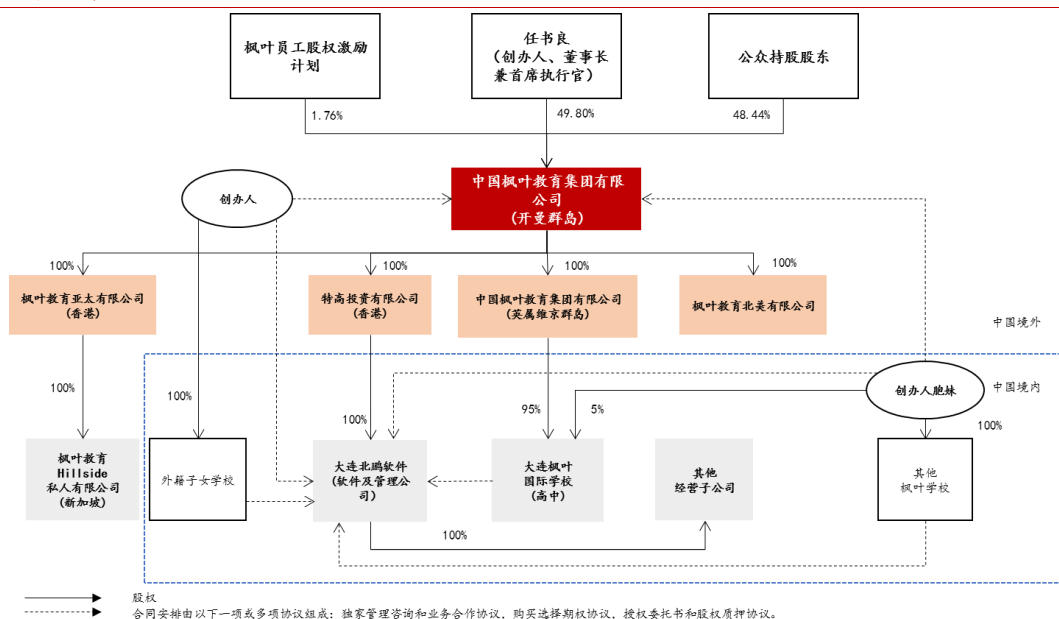 枫叶员工股权激励
计划
任书良
（创办人、董事长
兼首席执行官）
公众持股股东
1.76%
49.80%
48.44%
创办人
中国枫叶教育集团有限
公司
(开曼群岛)
100%
100%
100%
100%
枫叶教育亚太有限公司
(香港)
特高投资有限公司
(香港)
中国枫叶教育集团有限公司
(英属维京群岛)
枫叶教育北美有限公司
中国境外
中国境内
创办人胞妹
100%
100%
100%
95%
5%
100%
枫叶教育
Hillside
私人有限公司
(新加坡)
外籍子女学校
大连北鹏软件
(软件及管理公
司)
大连枫叶
国际学校
(高中)
其他
经营子公司
其他
枫叶学校
100%
股权
合同安排由以下一项或多项协议组成：独家管理咨询和业务合作协议，购买选择期权协议，授权委托书和股权质押协议。